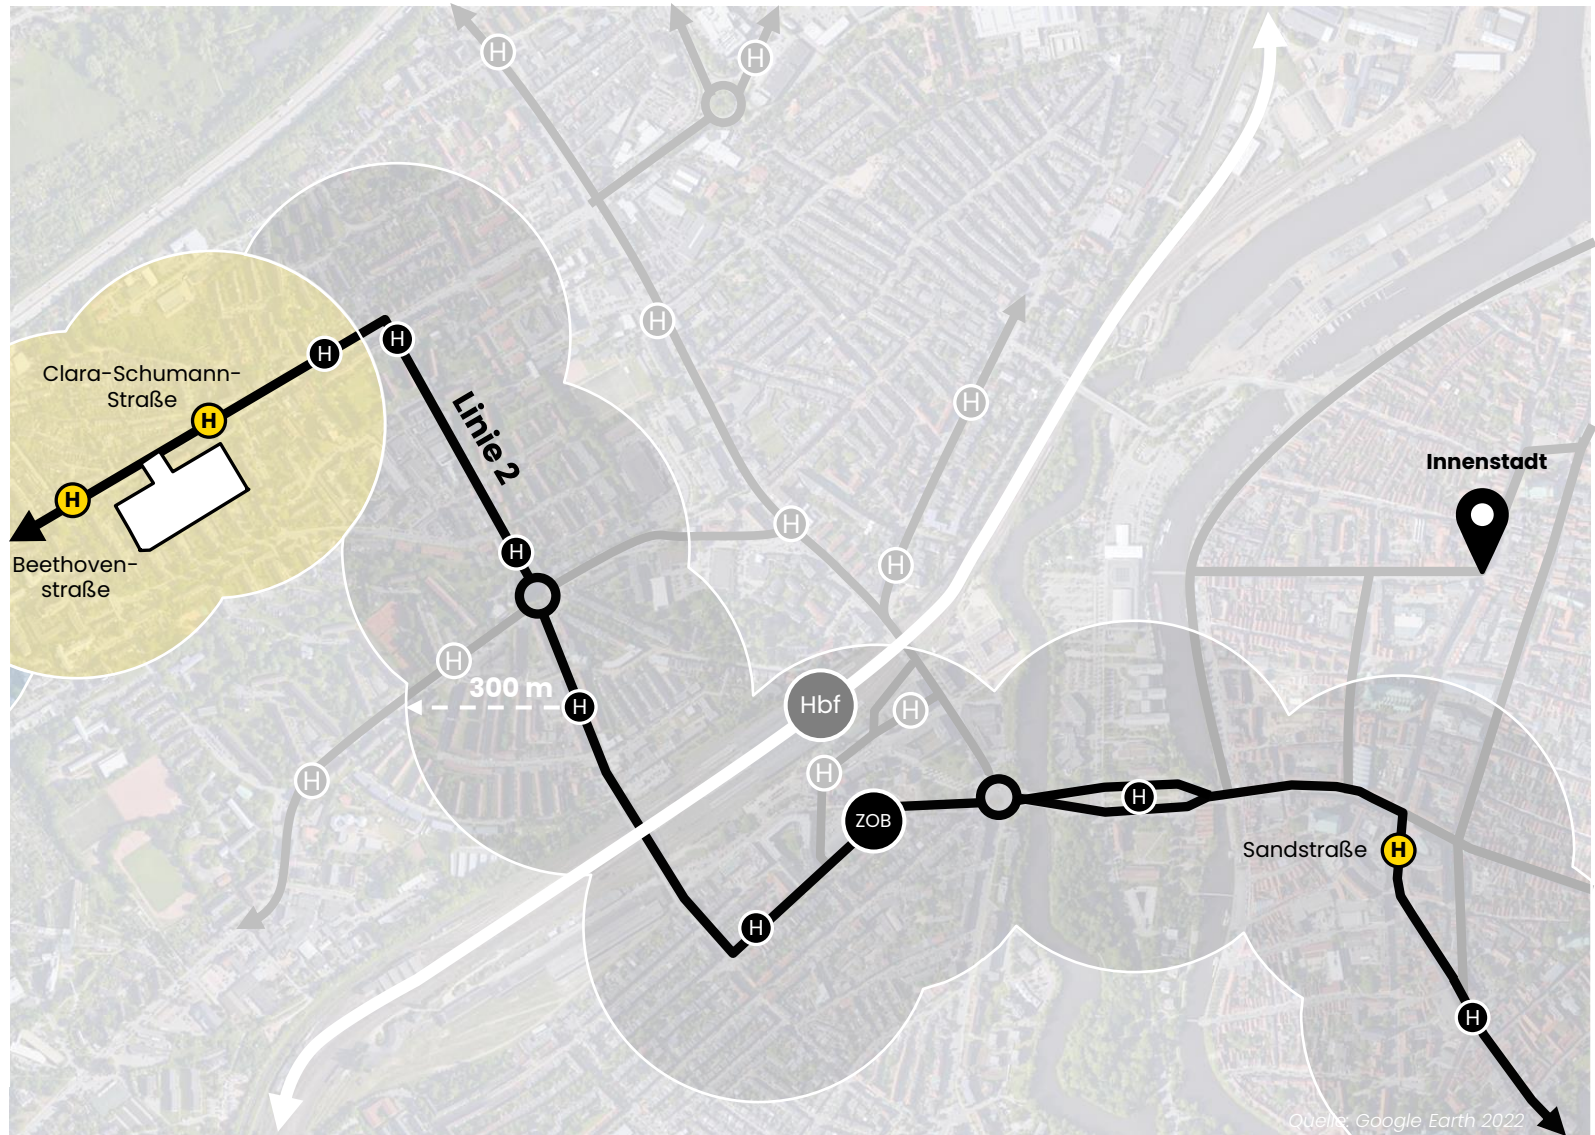 H
H
H
H
Clara-Schumann-
Straße
H
H
H
Linie 2
H
H
Innenstadt
H
H
H
Beethoven-
straße
H
300 m
H
Hbf
H
H
H
ZOB
H
Sandstraße
H
H
H
Quelle: Google Earth 2022